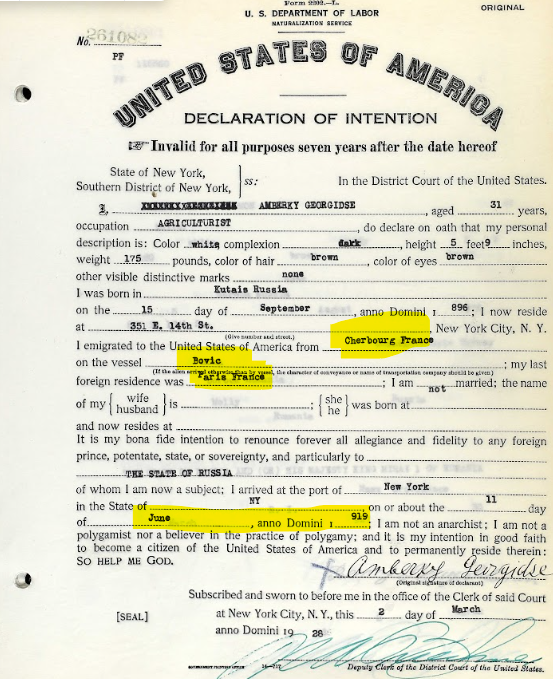 Form 2202.—L.
U. S. DEPARTMENT OF LABOR
NATURALIZATION SERVICE
ORIGINAL
No. 261082
PF
UNITED STATES OF AMERICA
DECLARATION OF INTENTION
☞ Invalid for all purposes seven years after the date hereof
State of New York,
Southern District of New York, } ss: In the District Court of the United States.
I, AMBERKY GEORGIDSE aged 31 years,
occupation AGRICULTURIST, do declare on oath that my personal
description is: Color white, complexion dark, height 5 feet 9 inches,
weight 175 pounds, color of hair brown, color of eyes brown
other visible distinctive marks none
I was born in Kutais Russia
on the 15 day of September, anno Domini 1 896; I now reside
at 351 E. 14th St., New York City, N. Y.
(Give number and street.)
I emigrated to the United States of America from Cherbourg France
on the vessel Bovic; my last
(If the alien arrived otherwise than by vessel, the character of conveyance or name of transportation company should be given.)
foreign residence was Paris France; I am not married; the name
of my { wife husband } is ; { she he } was born at
and now resides at
It is my bona fide intention to renounce forever all allegiance and fidelity to any foreign
prince, potentate, state, or sovereignty, and particularly to
THE STATE OF RUSSIA
of whom I am now a subject; I arrived at the port of New York
in the State of NY on or about the 11 day
of June, anno Domini 1 919; I am not an anarchist; I am not a
polygamist nor a believer in the practice of polygamy; and it is my intention in good faith
to become a citizen of the United States of America and to permanently reside therein:
SO HELP ME GOD.
X Amberky Georgidse
(Original signature of declarant)
Subscribed and sworn to before me in the office of the Clerk of said Court
[SEAL] at New York City, N. Y., this 2 day of March
anno Domini 19 28
Deputy Clerk of the District Court of the United States.